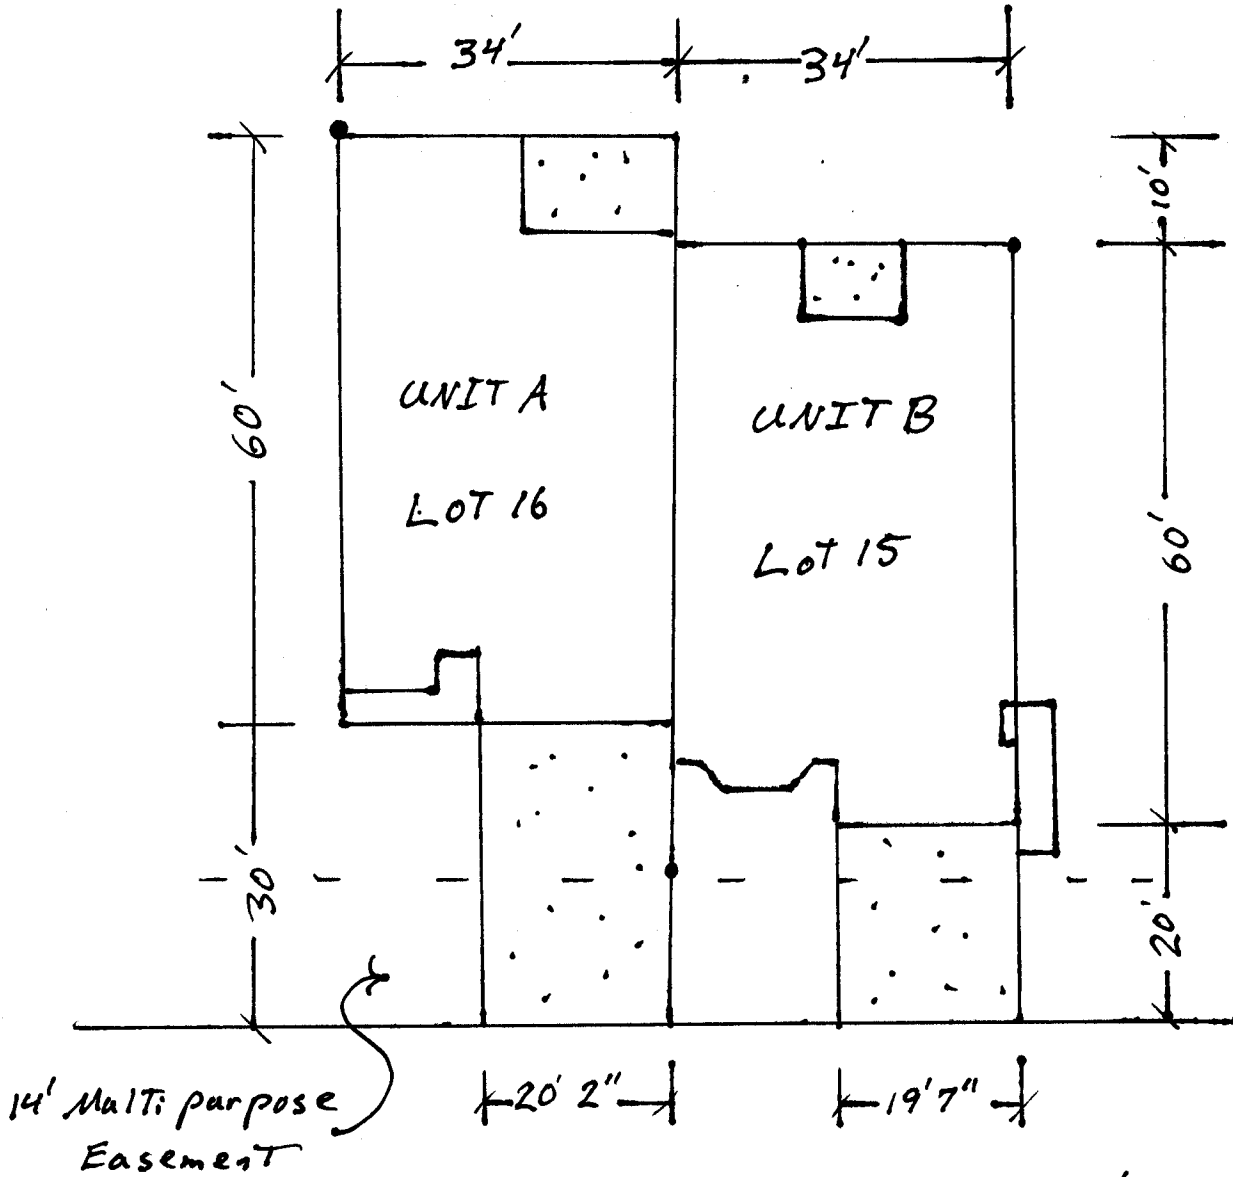 34' 34'
10'
60'
UNIT A
UNIT B
LOT 16
LOT 15
60'
30'
20'
20' 2" 19' 7"
14' Multi purpose
Easement